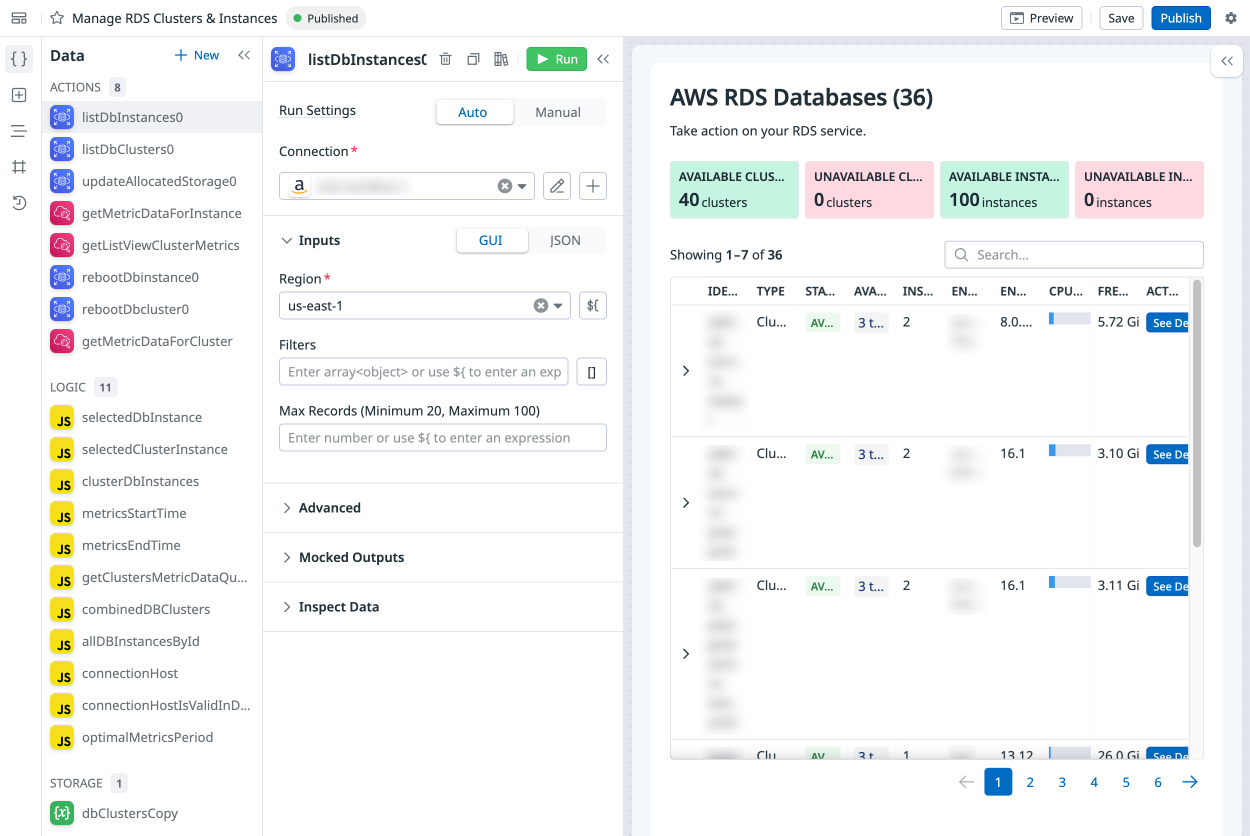 Manage RDS Clusters & Instances
Published
Preview
Save
Publish
Data
New
ACTIONS 8
listDbInstances0
listDbClusters0
updateAllocatedStorage0
getMetricDataForInstance
getListViewClusterMetrics
rebootDbinstance0
rebootDbcluster0
getMetricDataForCluster
LOGIC 11
JS selectedDbInstance
JS selectedClusterInstance
JS clusterDbInstances
JS metricsStartTime
JS metricsEndTime
JS getClustersMetricDataQu...
JS combinedDBClusters
JS allDBInstancesById
JS connectionHost
JS connectionHostIsValidInD...
JS optimalMetricsPeriod
STORAGE 1
{x} dbClustersCopy
listDbInstances0
Run
Run Settings
Auto
Manual
Connection*
a
Inputs
GUI
JSON
Region*
us-east-1
${
Filters
Enter array<object> or use ${ to enter an exp
[]
Max Records (Minimum 20, Maximum 100)
Enter number or use ${ to enter an expression
Advanced
Mocked Outputs
Inspect Data
AWS RDS Databases (36)
Take action on your RDS service.
AVAILABLE CLUS...
40 clusters
UNAVAILABLE CL...
0 clusters
AVAILABLE INSTA...
100 instances
UNAVAILABLE IN...
0 instances
Showing 1–7 of 36
Search...
IDE... TYPE STA... AVA... INS... EN... EN... CPU... FRE... ACT...
Clu... AV... 3 t... 2 8.0.... 5.72 Gi See De
Clu... AV... 3 t... 2 16.1 3.10 Gi See De
Clu... AV... 3 t... 2 16.1 3.11 Gi See De
Clu AV 3 t 1 13.12 26.0 Gi See De
1 2 3 4 5 6